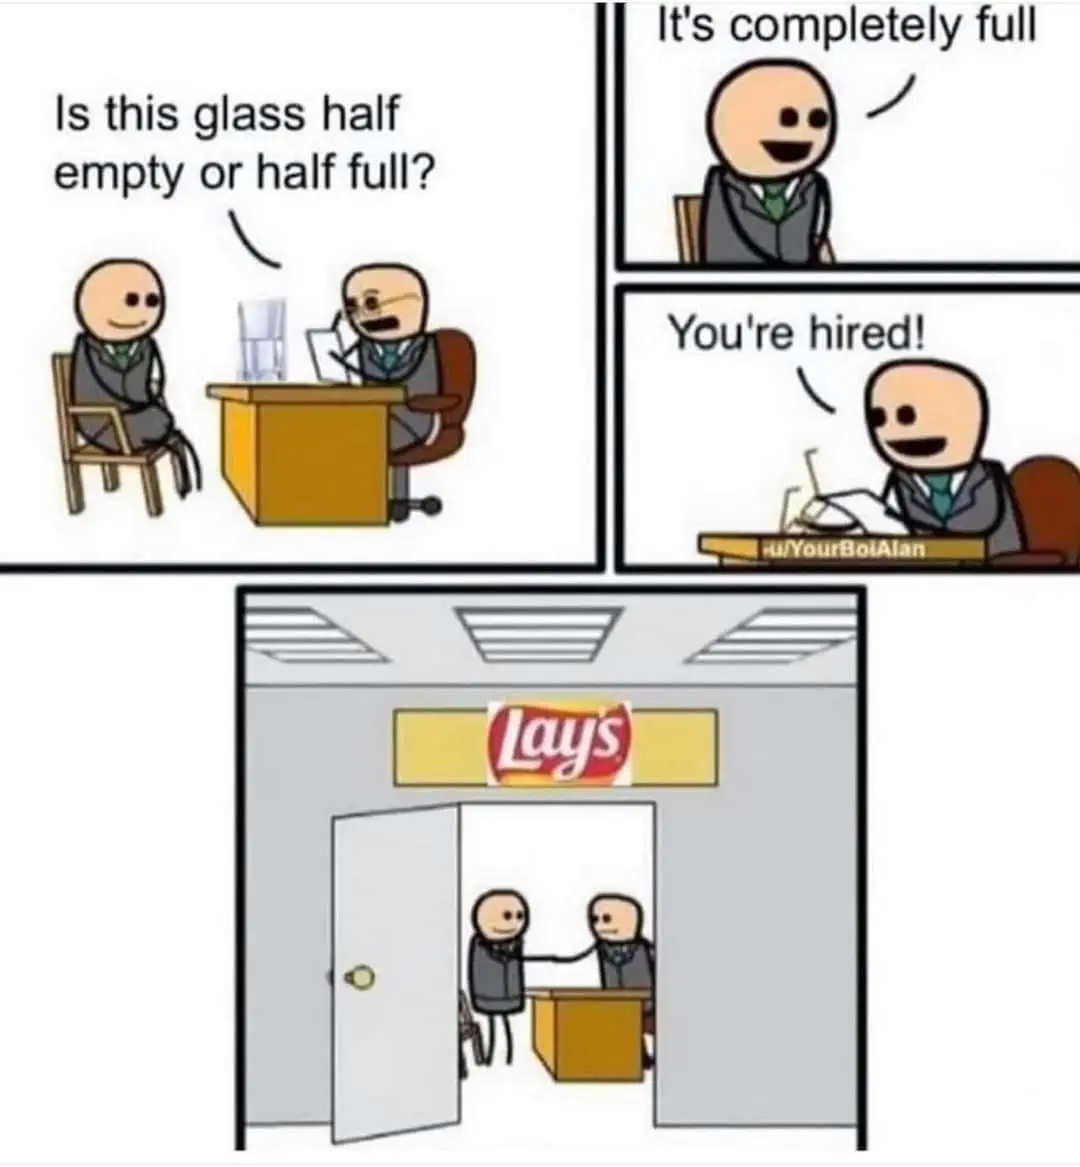 Is this glass half
empty or half full?
It's completely full
You're hired!
u/YourBoiAlan
Lay's